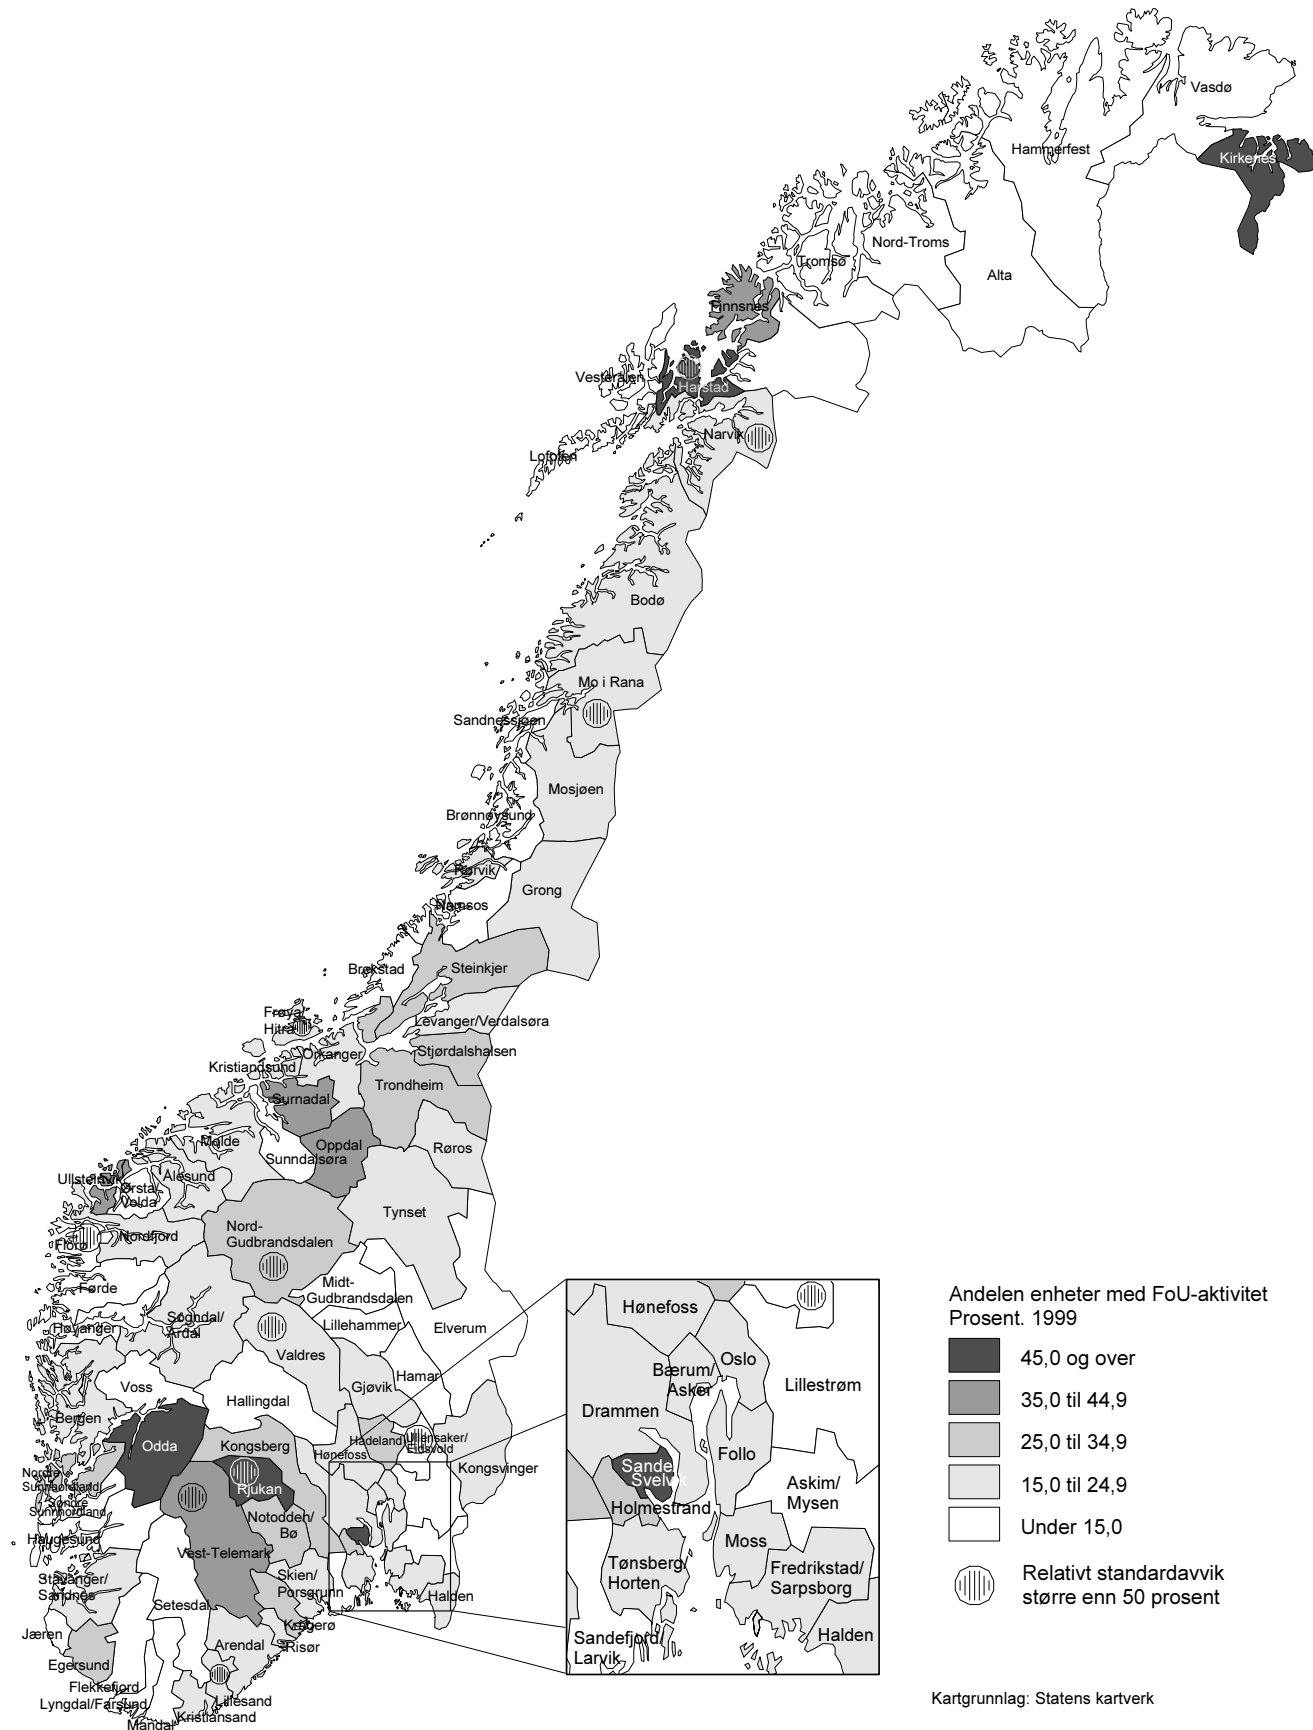 Vasdø
Hammerfest
Kirkenes
Nord-Troms
Tromsø
Alta
Finnsnes
Vesterålen
Harstad
Narvik
Lofoten
Bodø
Mo i Rana
Sandnessjøen
Mosjøen
Brønnøysund
Rørvik
Grong
Namsos
Brekstad
Steinkjer
Frøya/
Hitra
Levanger/Verdalsøra
Orkanger
Stjørdalshalsen
Kristiandsund
Trondheim
Surnadal
Molde
Oppdal
Sunndalsøra
Røros
Ullsteinvik
Ålesund
Ørsta
Volda
Tynset
Nord-
Gudbrandsdalen
Nordfjord
Florø
Førde
Midt-
Gudbrandsdalen
Sogndal/
Årdal
Høyanger
Lillehammer
Elverum
Valdres
Voss
Gjøvik
Hamar
Hallingdal
Bergen
Odda
Kongsberg
Hønefoss
Hadeland
Ullensaker/
Eidsvold
Kongsvinger
Nordre
Sunnhordland
Søndre
Sunnhordland
Rjukan
Notodden/
Bø
Haugesund
Vest-Telemark
Stavanger/
Sandnes
Skien/
Porsgrunn
Setesdal
Halden
Kragerø
Risør
Jæren
Arendal
Egersund
Flekkefjord
Lyngdal/Farsund
Lillesand
Kristiansand
Mandal
Hønefoss
Oslo
Bærum/
Asker
Lillestrøm
Drammen
Follo
Sande/
Svelvik
Askim/
Mysen
Holmestrand
Moss
Tønsberg/
Horten
Fredrikstad/
Sarpsborg
Sandefjord/
Larvik
Halden
Andelen enheter med FoU-aktivitet
Prosent. 1999
45,0 og over
35,0 til 44,9
25,0 til 34,9
15,0 til 24,9
Under 15,0
Relativt standardavvik
større enn 50 prosent
Kartgrunnlag: Statens kartverk